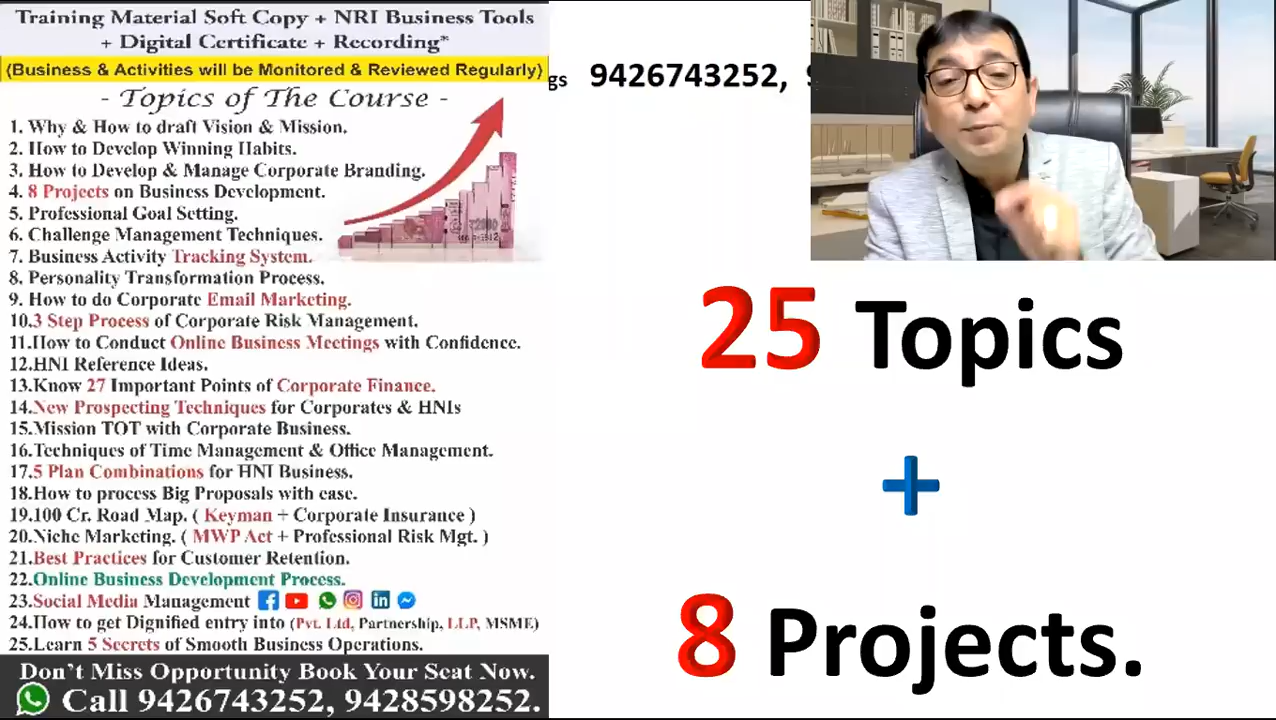 Training Material Soft Copy + NRI Business Tools
+ Digital Certificate + Recording*
(Business & Activities will be Monitored & Reviewed Regularly)
- Topics of The Course -
1. Why & How to draft Vision & Mission.
2. How to Develop Winning Habits.
3. How to Develop & Manage Corporate Branding.
4. 8 Projects on Business Development.
5. Professional Goal Setting.
6. Challenge Management Techniques.
7. Business Activity Tracking System.
8. Personality Transformation Process.
9. How to do Corporate Email Marketing.
10.3 Step Process of Corporate Risk Management.
11.How to Conduct Online Business Meetings with Confidence.
12.HNI Reference Ideas.
13.Know 27 Important Points of Corporate Finance.
14.New Prospecting Techniques for Corporates & HNIs
15.Mission TOT with Corporate Business.
16.Techniques of Time Management & Office Management.
17.5 Plan Combinations for HNI Business.
18.How to process Big Proposals with ease.
19.100 Cr. Road Map. ( Keyman + Corporate Insurance )
20.Niche Marketing. ( MWP Act + Professional Risk Mgt. )
21.Best Practices for Customer Retention.
22.Online Business Development Process.
23.Social Media Management
24.How to get Dignified entry into (Pvt. Ltd, Partnership, LLP, MSME)
25.Learn 5 Secrets of Smooth Business Operations.
Don't Miss Opportunity Book Your Seat Now.
Call 9426743252, 9428598252.
gs 9426743252,
25 Topics
+
8 Projects.